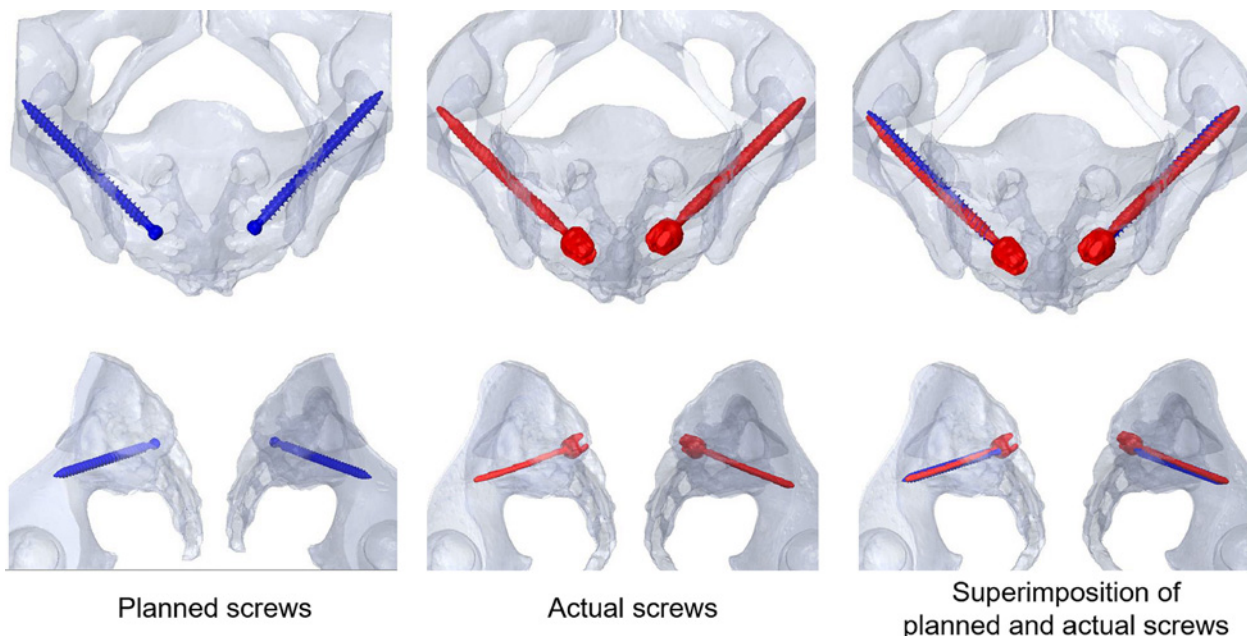 Planned screws
Actual screws
Superimposition of
planned and actual screws